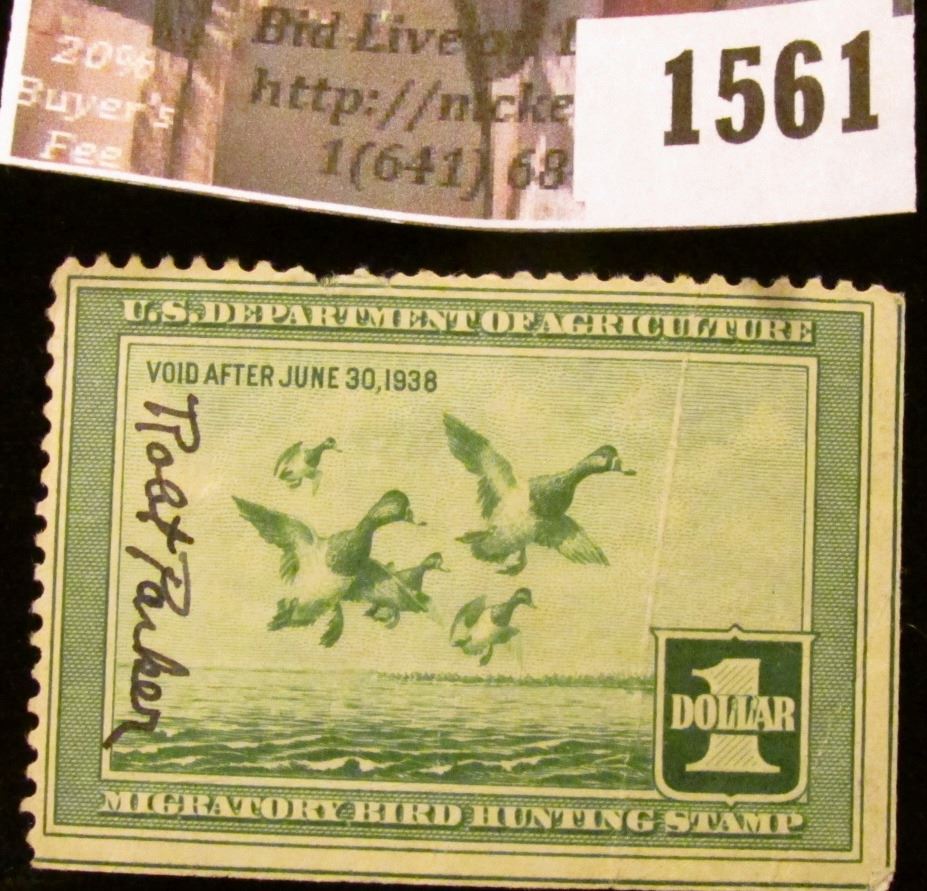 20%
Buyer's
Fee
Bid Live on
http://nicke
1(641) 68
1561
U.S. DEPARTMENT OF AGRICULTURE
VOID AFTER JUNE 30, 1938
Parker
1
DOLLAR
MIGRATORY BIRD HUNTING STAMP